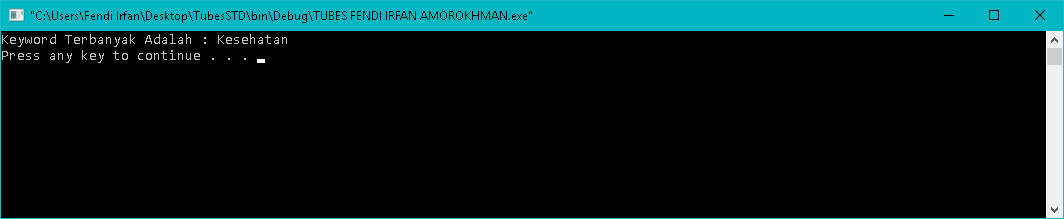 "C:\Users\Fendi Irfan\Desktop\TubesSTD\bin\Debug\TUBES FENDI IRFAN AMOROKHMAN.exe"
Keyword Terbanyak Adalah : Kesehatan
Press any key to continue . . .